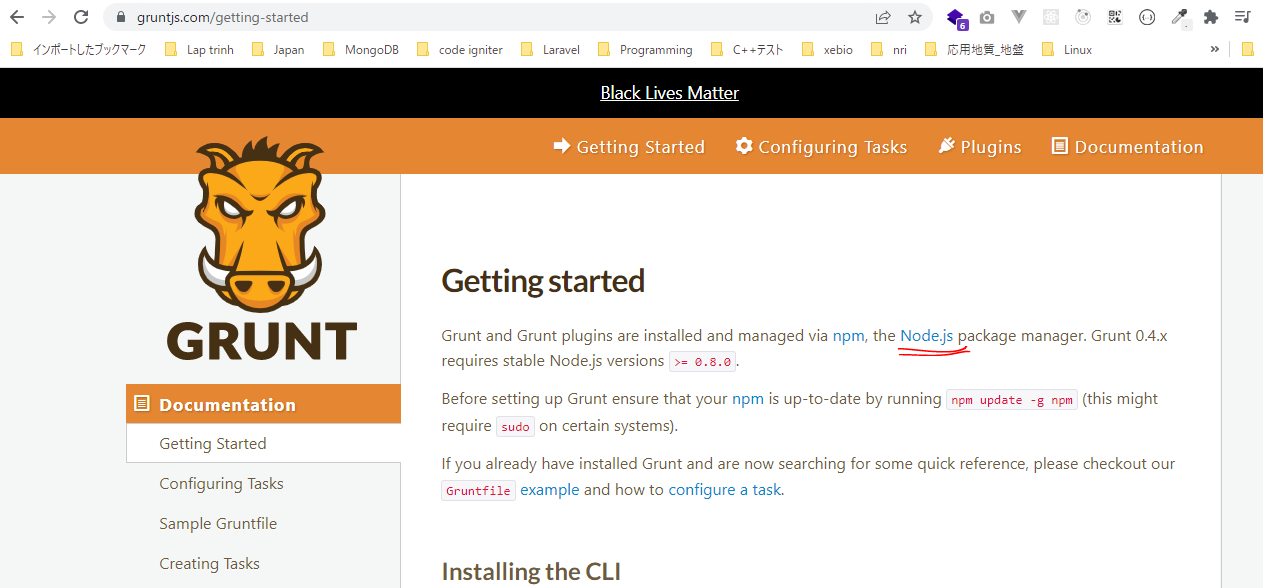 gruntjs.com/getting-started
6
インポートしたブックマーク Lap trinh Japan MongoDB code igniter Laravel Programming C++テスト xebio nri 応用地質_地盤 Linux »
Black Lives Matter
Getting Started Configuring Tasks Plugins Documentation
GRUNT
Documentation
Getting Started
Configuring Tasks
Sample Gruntfile
Creating Tasks
Getting started
Grunt and Grunt plugins are installed and managed via npm, the Node.js package manager. Grunt 0.4.x
requires stable Node.js versions >= 0.8.0.
Before setting up Grunt ensure that your npm is up-to-date by running npm update -g npm (this might
require sudo on certain systems).
If you already have installed Grunt and are now searching for some quick reference, please checkout our
Gruntfile example and how to configure a task.
Installing the CLI